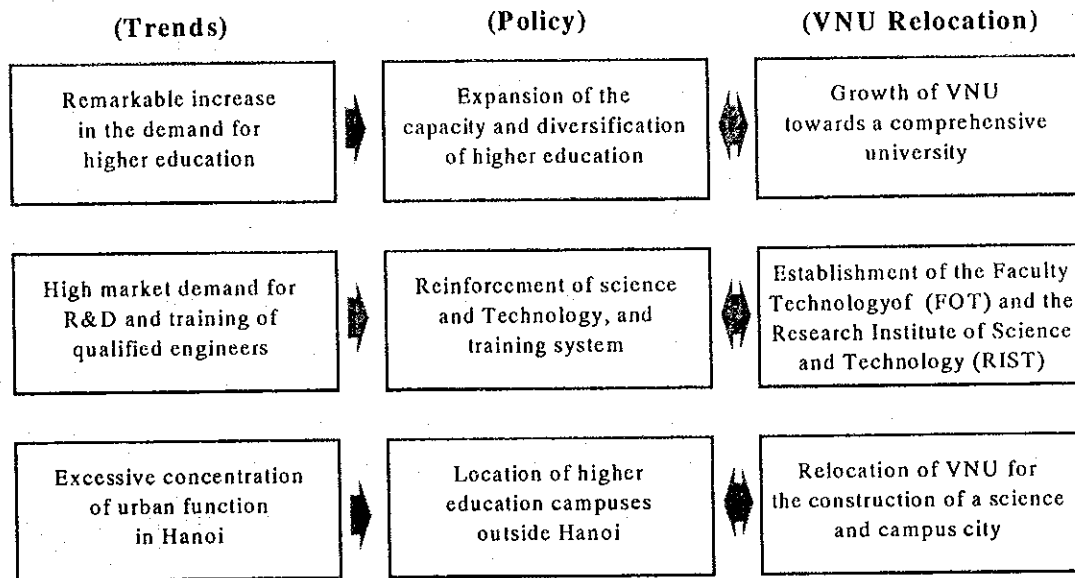 (Trends)
(Policy)
(VNU Relocation)
Remarkable increase
in the demand for
higher education
Expansion of the
capacity and diversification
of higher education
Growth of VNU
towards a comprehensive
university
High market demand for
R&D and training of
qualified engineers
Reinforcement of science
and Technology, and
training system
Establishment of the Faculty
Technologyof (FOT) and the
Research Institute of Science
and Technology (RIST)
Excessive concentration
of urban function
in Hanoi
Location of higher
education campuses
outside Hanoi
Relocation of VNU for
the construction of a science
and campus city